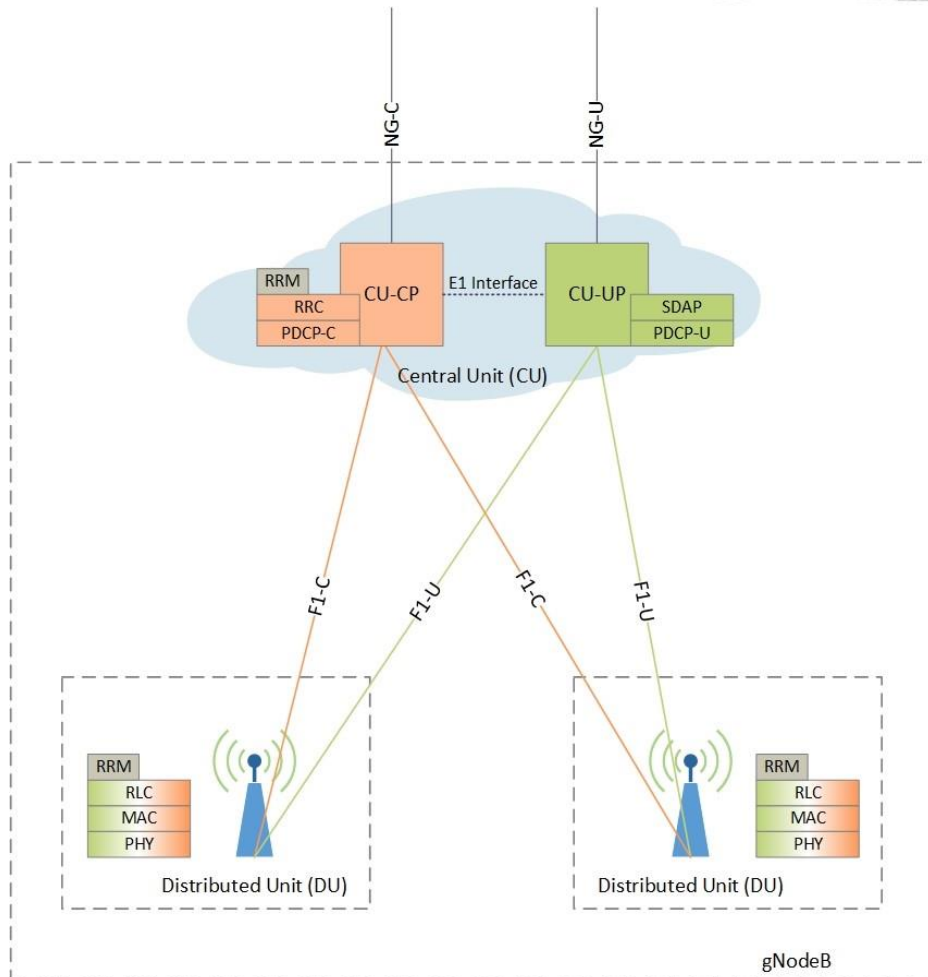 NG-C
NG-U
RRM
CU-CP
E1 Interface
CU-UP
RRC
SDAP
PDCP-C
PDCP-U
Central Unit (CU)
F1-C
F1-U
F1-C
F1-U
RRM
RLC
MAC
PHY
Distributed Unit (DU)
RRM
RLC
MAC
PHY
Distributed Unit (DU)
gNodeB